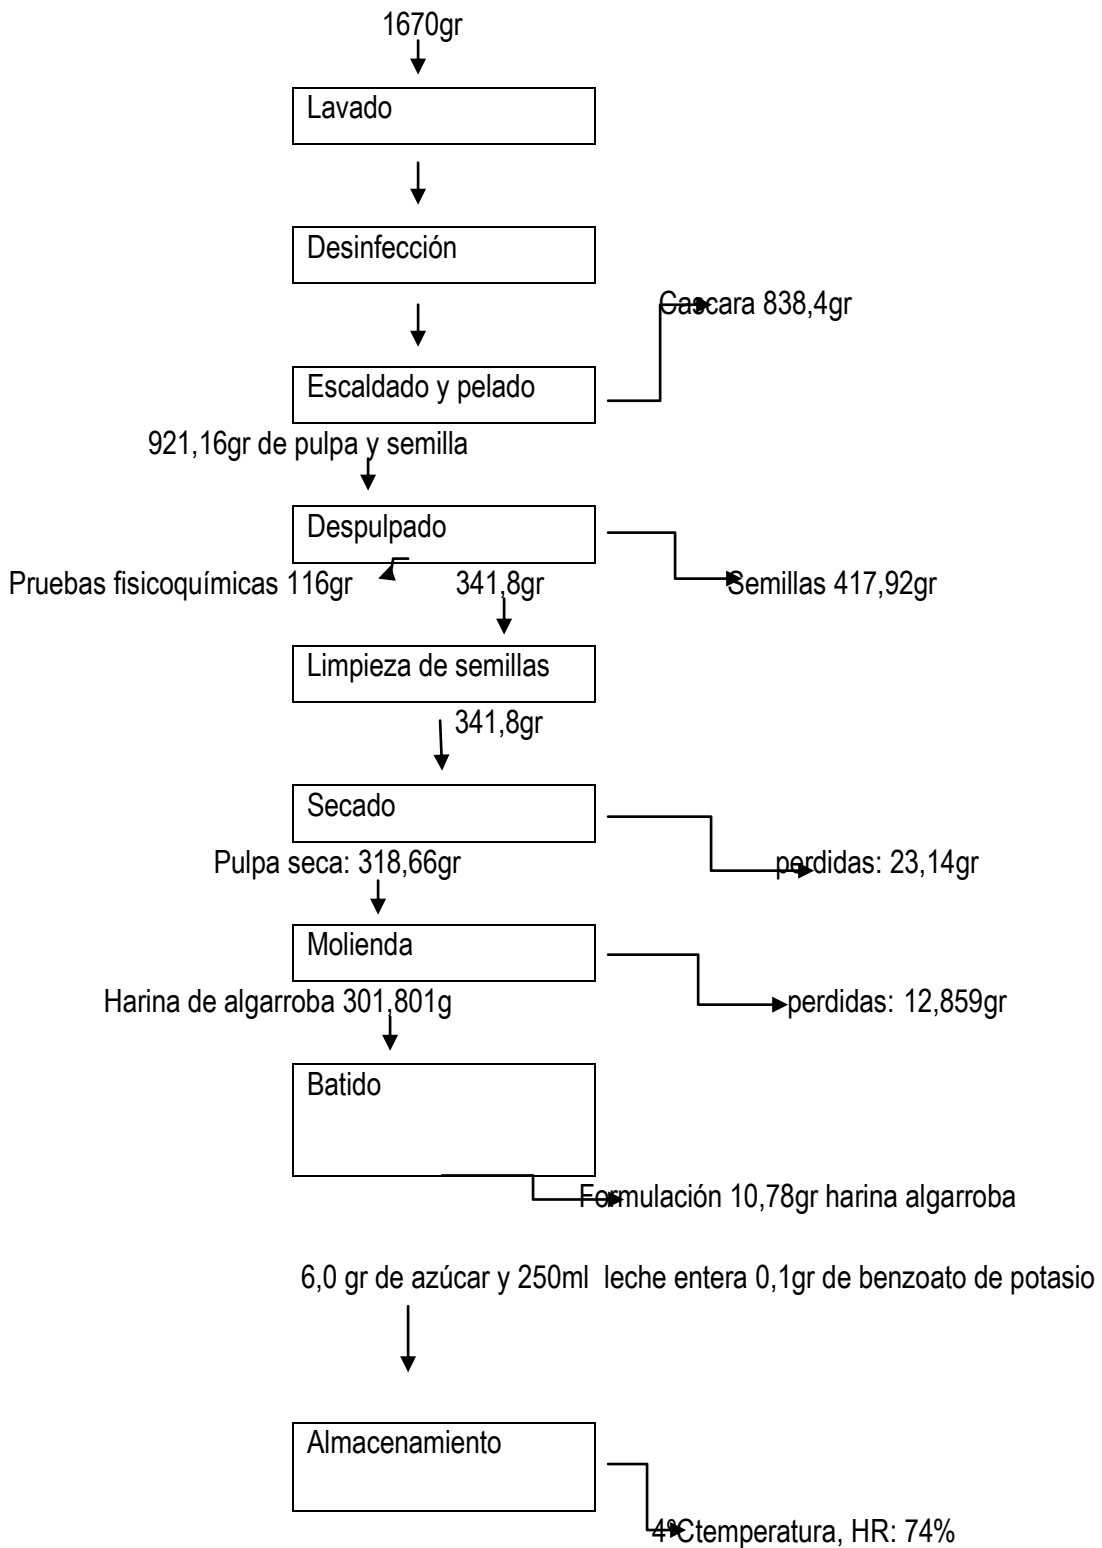 1670gr
Lavado
Desinfección
Cascara 838,4gr
Escaldado y pelado
921,16gr de pulpa y semilla
Despulpado
Pruebas fisicoquímicas 116gr
341,8gr
Semillas 417,92gr
Limpieza de semillas
341,8gr
Secado
Pulpa seca: 318,66gr
perdidas: 23,14gr
Molienda
Harina de algarroba 301,801g
perdidas: 12,859gr
Batido
Formulación 10,78gr harina algarroba
6,0 gr de azúcar y 250ml leche entera 0,1gr de benzoato de potasio
Almacenamiento
4ºCtemperatura, HR: 74%